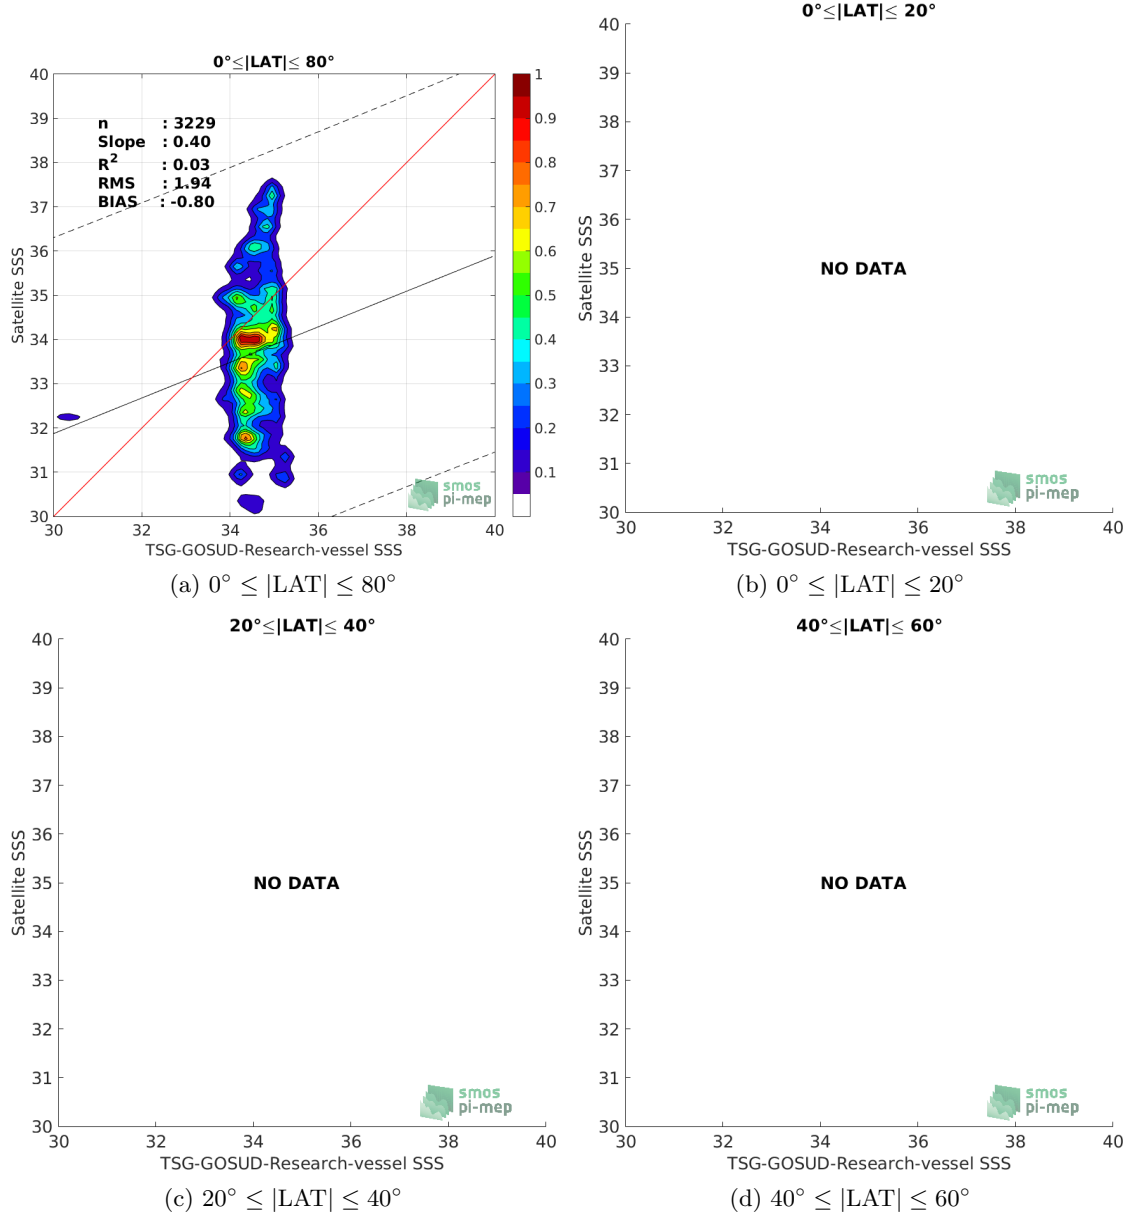 0°≤|LAT|≤ 80°
n : 3229
Slope : 0.40
R² : 0.03
RMS : 1.94
BIAS : -0.80
40
39
38
37
36
35
34
33
32
31
30
30 32 34 36 38 40
1
0.9
0.8
0.7
0.6
0.5
0.4
0.3
0.2
0.1
Satellite SSS
TSG-GOSUD-Research-vessel SSS
smos
pi-mep
(a) 0° ≤ |LAT| ≤ 80°
0°≤|LAT|≤ 20°
40
39
38
37
36
35
34
33
32
31
30
30 32 34 36 38 40
Satellite SSS
NO DATA
smos
pi-mep
TSG-GOSUD-Research-vessel SSS
(b) 0° ≤ |LAT| ≤ 20°
20°≤|LAT|≤ 40°
40
39
38
37
36
35
34
33
32
31
30
30 32 34 36 38 40
Satellite SSS
NO DATA
smos
pi-mep
TSG-GOSUD-Research-vessel SSS
(c) 20° ≤ |LAT| ≤ 40°
40°≤|LAT|≤ 60°
40
39
38
37
36
35
34
33
32
31
30
30 32 34 36 38 40
Satellite SSS
NO DATA
smos
pi-mep
TSG-GOSUD-Research-vessel SSS
(d) 40° ≤ |LAT| ≤ 60°